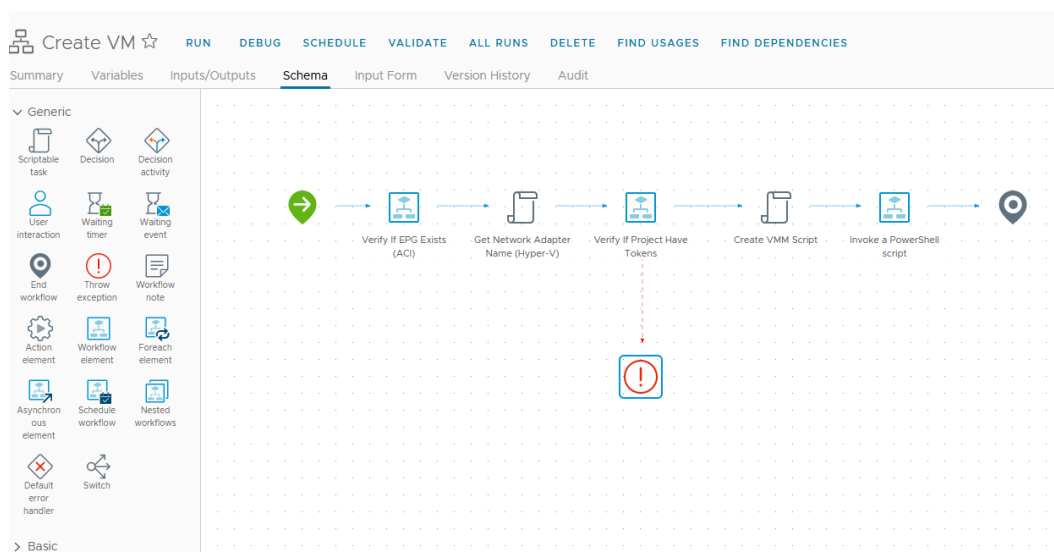 Create VM
RUN DEBUG SCHEDULE VALIDATE ALL RUNS DELETE FIND USAGES FIND DEPENDENCIES
Summary Variables Inputs/Outputs Schema Input Form Version History Audit
Generic
Scriptable
task
Decision
Decision
activity
User
interaction
Waiting
timer
Waiting
event
End
workflow
Throw
exception
Workflow
note
Action
element
Workflow
element
Foreach
element
Asynchron
ous
element
Schedule
workflow
Nested
workflows
Default
error
handler
Switch
Basic
Verify If EPG Exists
(ACI)
Get Network Adapter
Name (Hyper-V)
Verify If Project Have
Tokens
Create VMM Script
Invoke a PowerShell
script